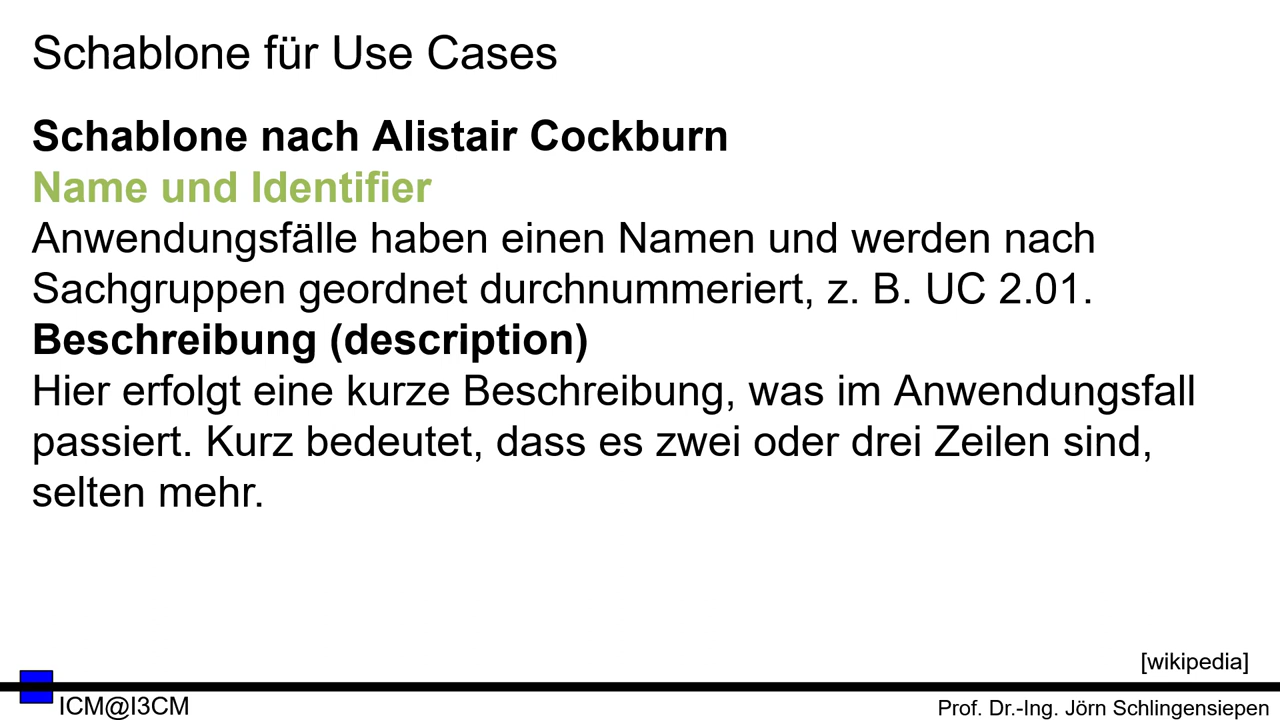 Schablone für Use Cases
Schablone nach Alistair Cockburn
Name und Identifier
Anwendungsfälle haben einen Namen und werden nach
Sachgruppen geordnet durchnummeriert, z. B. UC 2.01.
Beschreibung (description)
Hier erfolgt eine kurze Beschreibung, was im Anwendungsfall
passiert. Kurz bedeutet, dass es zwei oder drei Zeilen sind,
selten mehr.
[wikipedia]
ICM@I3CM
Prof. Dr.-Ing. Jörn Schlingensiepen